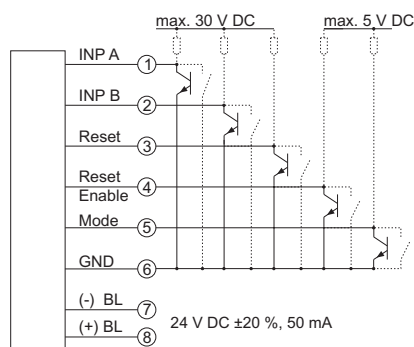 max. 30 V DC max. 5 V DC
INP A 1
INP B 2
Reset 3
Reset
Enable 4
Mode 5
GND 6
(-) BL 7
24 V DC ±20 %, 50 mA
(+) BL 8